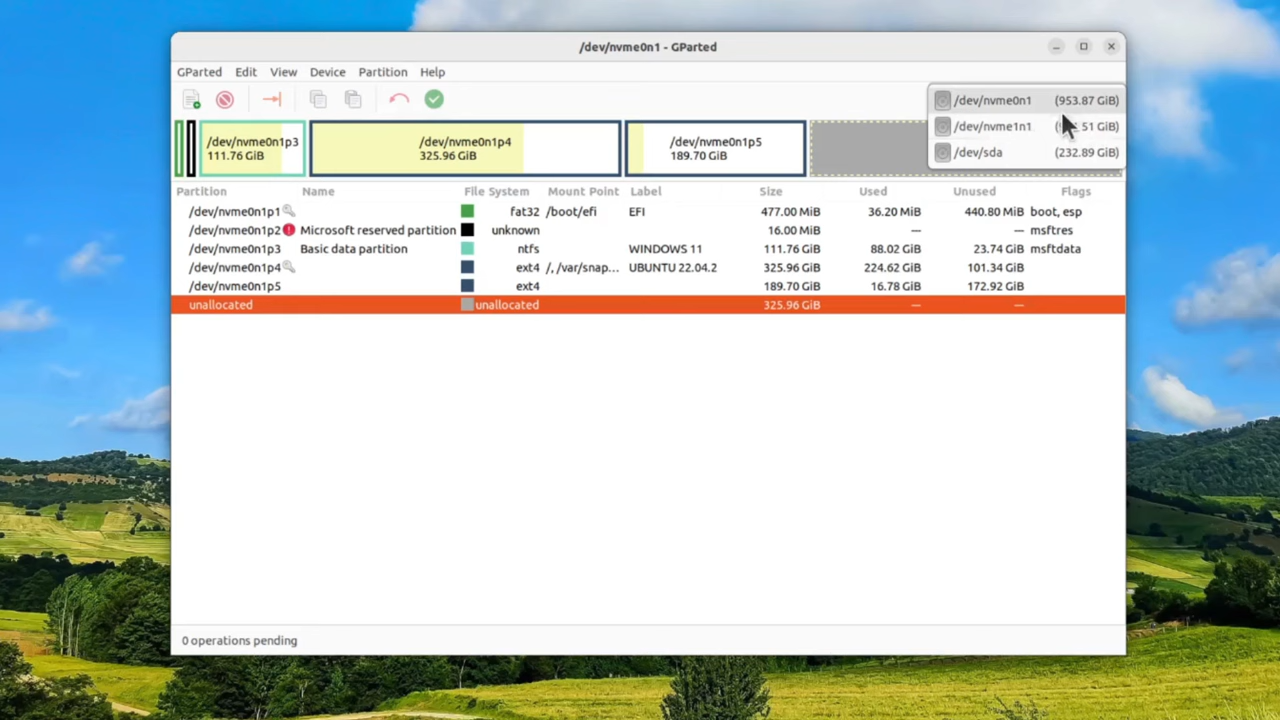 /dev/nvme0n1 - GParted
GParted Edit View Device Partition Help
/dev/nvme0n1 (953.87 GiB)
/dev/nvme1n1 51 GiB)
/dev/sda (232.89 GiB)
/dev/nvme0n1p3
111.76 GiB
/dev/nvme0n1p4
325.96 GiB
/dev/nvme0n1p5
189.70 GiB
Partition Name File System Mount Point Label Size Used Unused Flags
/dev/nvme0n1p1 fat32 /boot/efi EFI 477.00 MiB 36.20 MiB 440.80 MiB boot, esp
/dev/nvme0n1p2 Microsoft reserved partition unknown 16.00 MiB — — msftres
/dev/nvme0n1p3 Basic data partition ntfs WINDOWS 11 111.76 GiB 88.02 GiB 23.74 GiB msftdata
/dev/nvme0n1p4 ext4 /, /var/snap... UBUNTU 22.04.2 325.96 GiB 224.62 GiB 101.34 GiB
/dev/nvme0n1p5 ext4 189.70 GiB 16.78 GiB 172.92 GiB
unallocated unallocated 325.96 GiB — —
0 operations pending